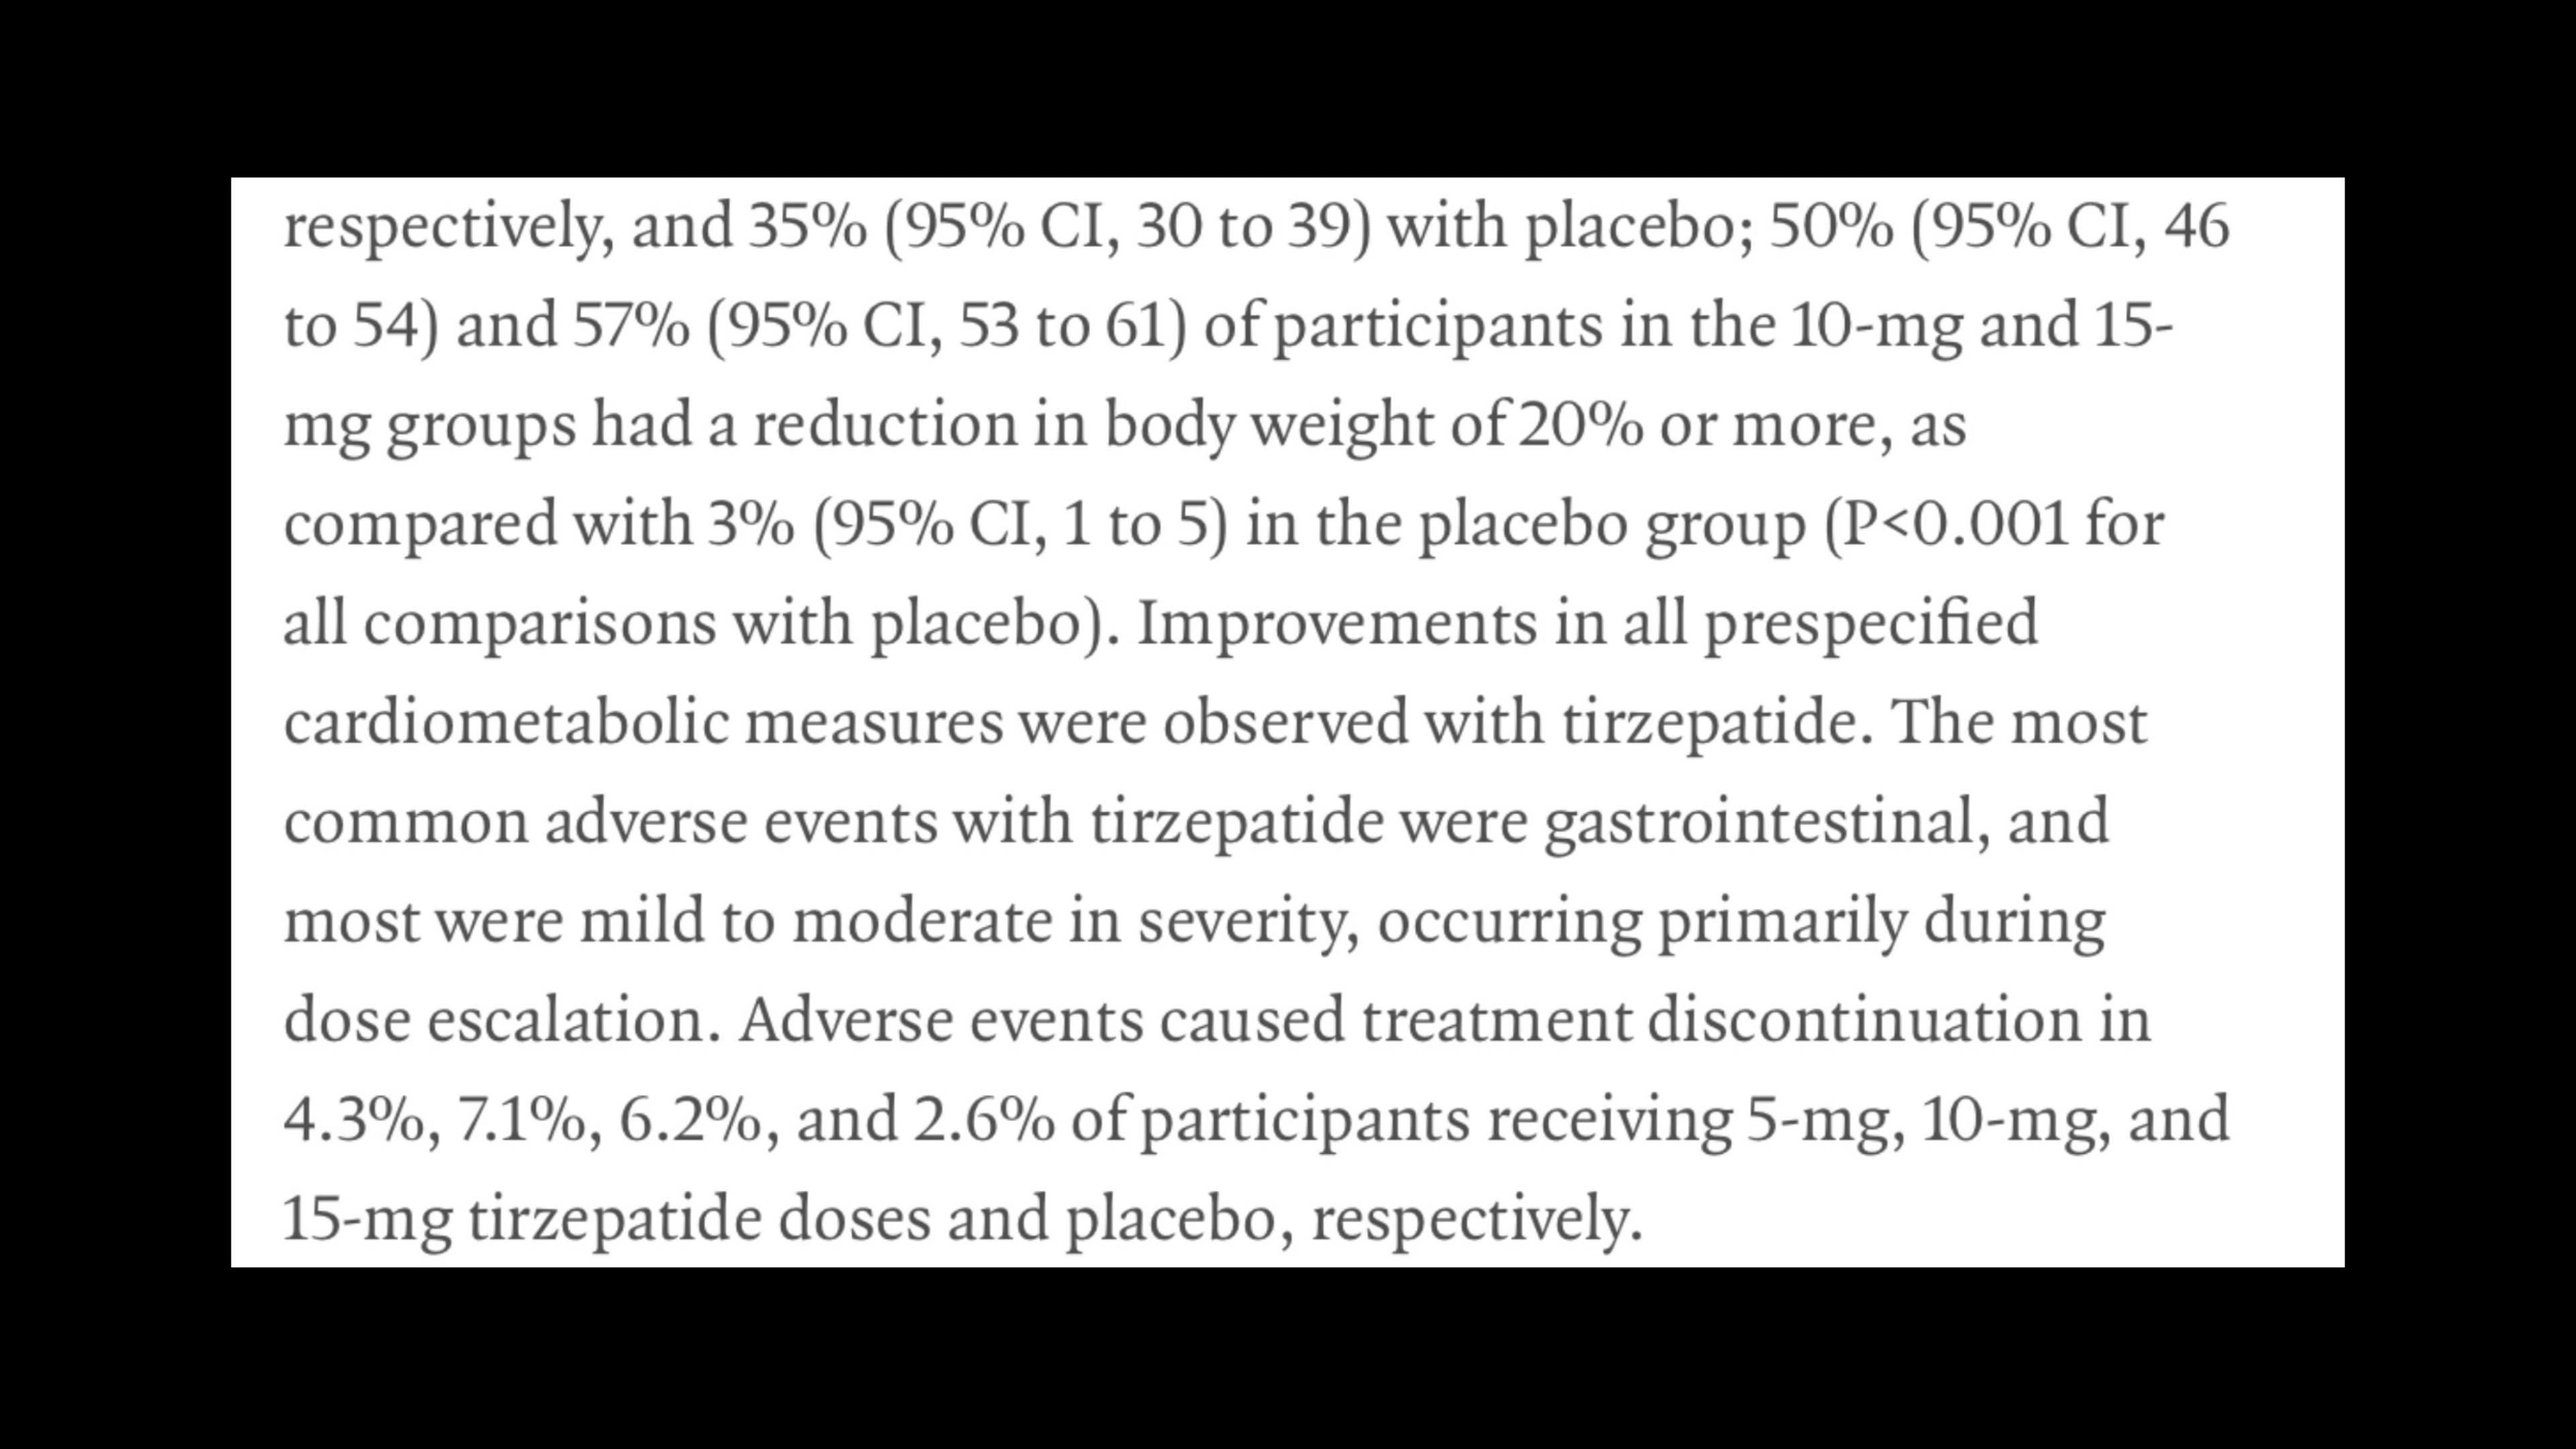 respectively, and 35% (95% CI, 30 to 39) with placebo; 50% (95% CI, 46
to 54) and 57% (95% CI, 53 to 61) of participants in the 10-mg and 15-
mg groups had a reduction in body weight of 20% or more, as
compared with 3% (95% CI, 1 to 5) in the placebo group (P<0.001 for
all comparisons with placebo). Improvements in all prespecified
cardiometabolic measures were observed with tirzepatide. The most
common adverse events with tirzepatide were gastrointestinal, and
most were mild to moderate in severity, occurring primarily during
dose escalation. Adverse events caused treatment discontinuation in
4.3%, 7.1%, 6.2%, and 2.6% of participants receiving 5-mg, 10-mg, and
15-mg tirzepatide doses and placebo, respectively.